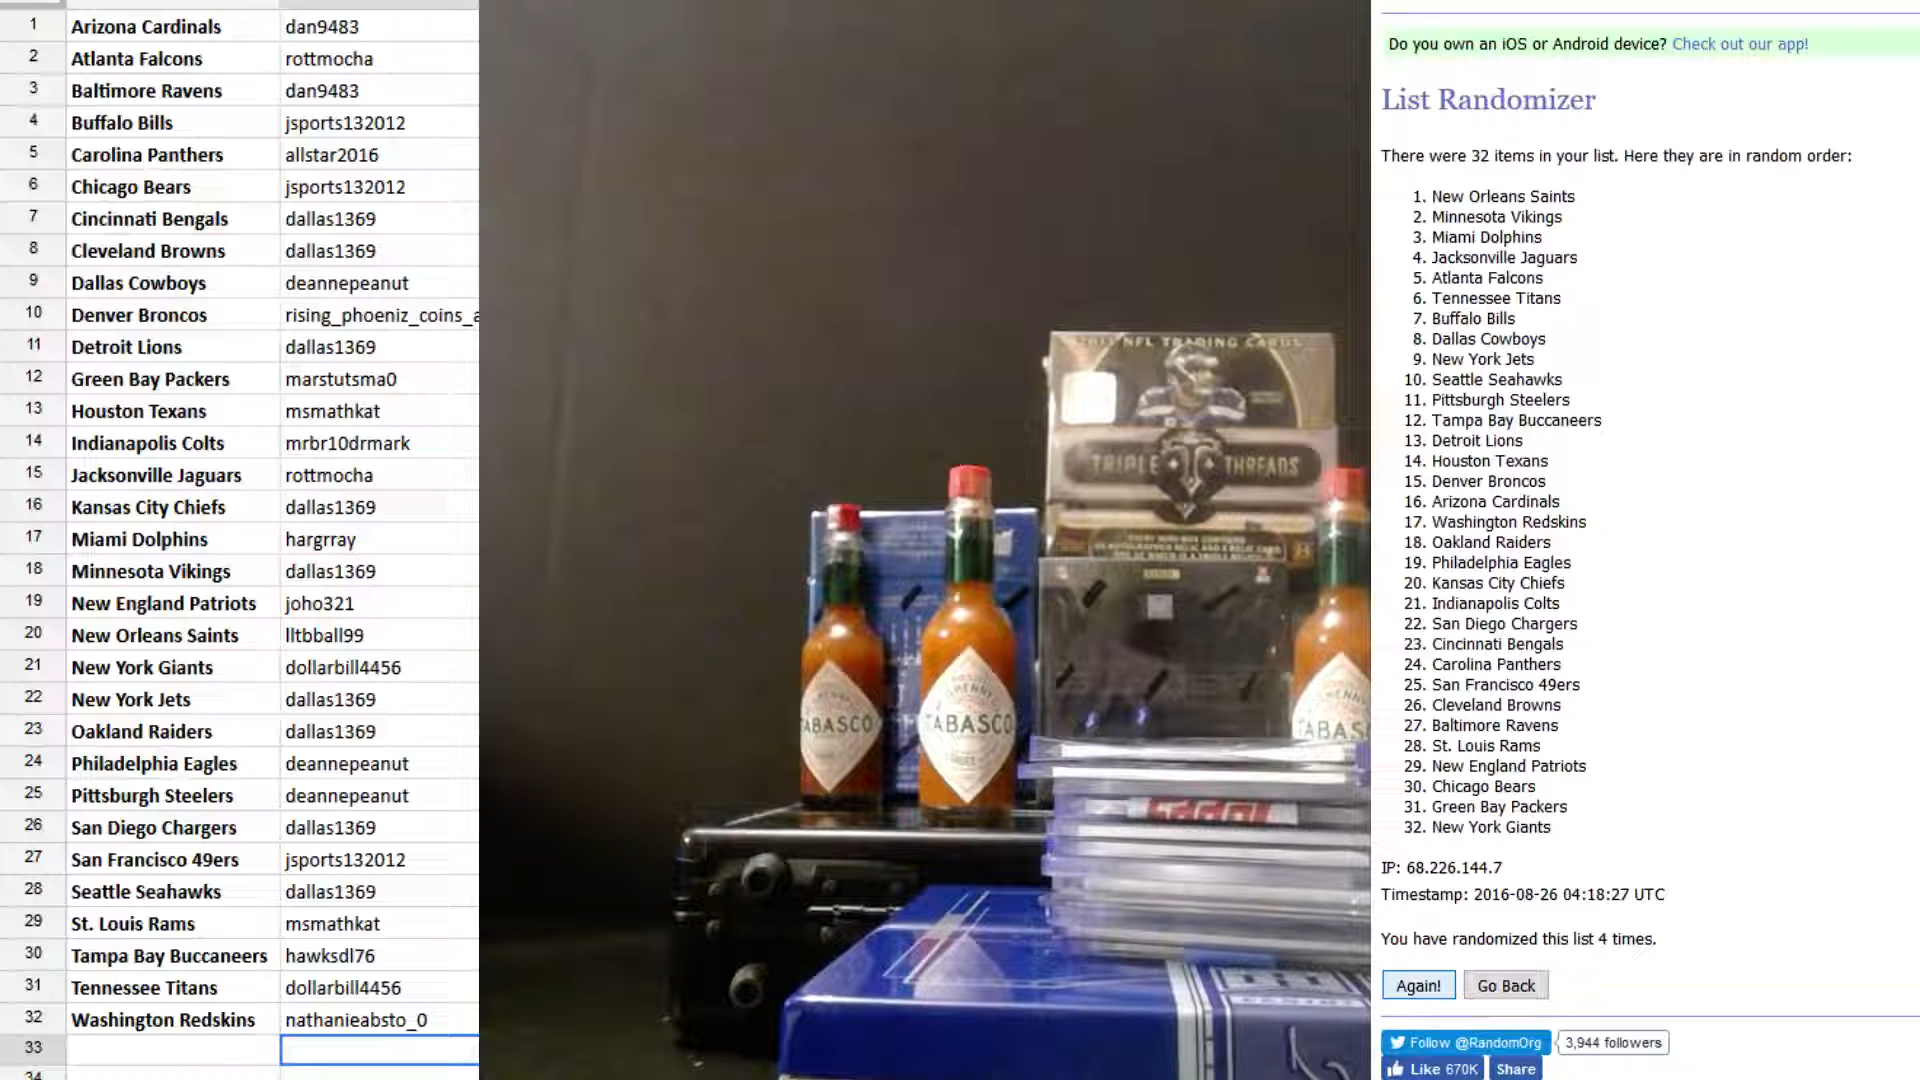 1 Arizona Cardinals dan9483
2 Atlanta Falcons rottmocha
3 Baltimore Ravens dan9483
4 Buffalo Bills jsports132012
5 Carolina Panthers allstar2016
6 Chicago Bears jsports132012
7 Cincinnati Bengals dallas1369
8 Cleveland Browns dallas1369
9 Dallas Cowboys deannepeanut
10 Denver Broncos rising_phoeniz_coins_a
11 Detroit Lions dallas1369
12 Green Bay Packers marstutsma0
13 Houston Texans msmathkat
14 Indianapolis Colts mrbr10drmark
15 Jacksonville Jaguars rottmocha
16 Kansas City Chiefs dallas1369
17 Miami Dolphins hargrray
18 Minnesota Vikings dallas1369
19 New England Patriots joho321
20 New Orleans Saints lltbball99
21 New York Giants dollarbill4456
22 New York Jets dallas1369
23 Oakland Raiders dallas1369
24 Philadelphia Eagles deannepeanut
25 Pittsburgh Steelers deannepeanut
26 San Diego Chargers dallas1369
27 San Francisco 49ers jsports132012
28 Seattle Seahawks dallas1369
29 St. Louis Rams msmathkat
30 Tampa Bay Buccaneers hawksdl76
31 Tennessee Titans dollarbill4456
32 Washington Redskins nathanieabsto_0
33
34
NFL TRADING CARDS
TRIPLE THREADS
TABASCO
TABASCO
TABAS
Do you own an iOS or Android device? Check out our app!
List Randomizer
There were 32 items in your list. Here they are in random order:
1. New Orleans Saints
2. Minnesota Vikings
3. Miami Dolphins
4. Jacksonville Jaguars
5. Atlanta Falcons
6. Tennessee Titans
7. Buffalo Bills
8. Dallas Cowboys
9. New York Jets
10. Seattle Seahawks
11. Pittsburgh Steelers
12. Tampa Bay Buccaneers
13. Detroit Lions
14. Houston Texans
15. Denver Broncos
16. Arizona Cardinals
17. Washington Redskins
18. Oakland Raiders
19. Philadelphia Eagles
20. Kansas City Chiefs
21. Indianapolis Colts
22. San Diego Chargers
23. Cincinnati Bengals
24. Carolina Panthers
25. San Francisco 49ers
26. Cleveland Browns
27. Baltimore Ravens
28. St. Louis Rams
29. New England Patriots
30. Chicago Bears
31. Green Bay Packers
32. New York Giants
IP: 68.226.144.7
Timestamp: 2016-08-26 04:18:27 UTC
You have randomized this list 4 times.
Again! Go Back
Follow @RandomOrg 3,944 followers
Like 670K Share